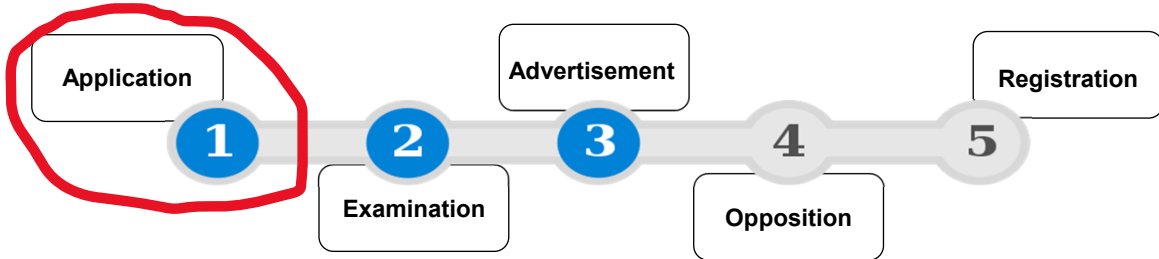 Application
1
Examination
2
Advertisement
3
Opposition
4
Registration
5